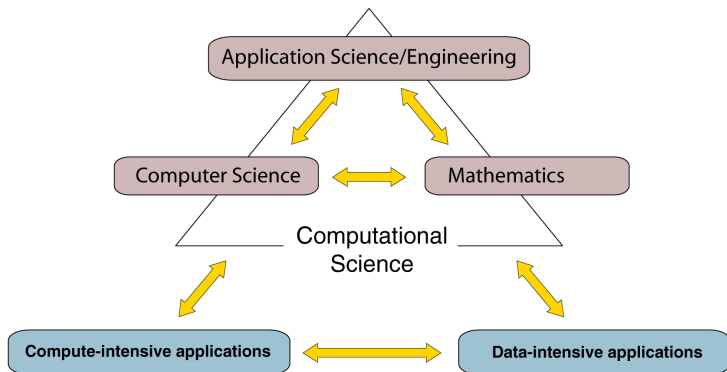 Application Science/Engineering
Computer Science
Mathematics
Computational
Science
Compute-intensive applications
Data-intensive applications